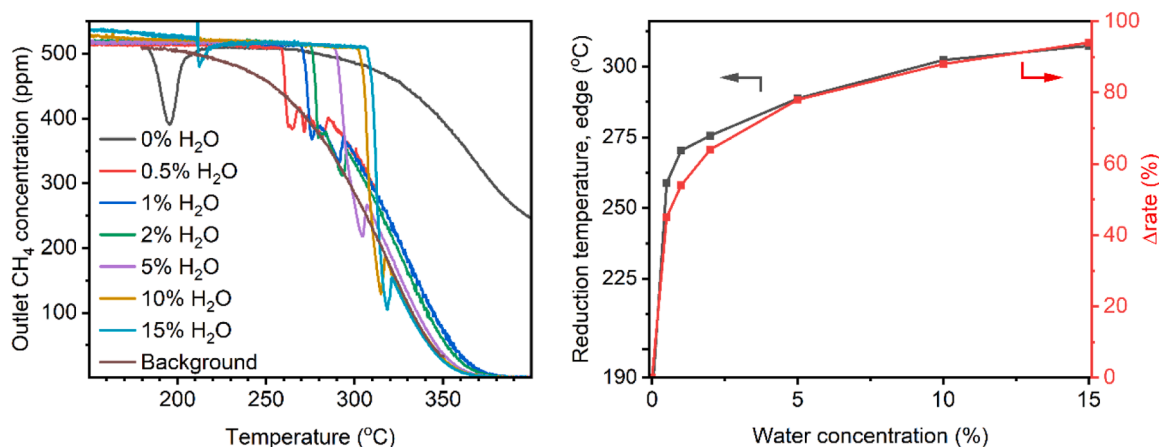 500
400
300
200
100
Outlet CH₄ concentration (ppm)
0% H₂O
0.5% H₂O
1% H₂O
2% H₂O
5% H₂O
10% H₂O
15% H₂O
Background
200 250 300 350
Temperature (°C)
300
275
250
225
190
Reduction temperature, edge (°C)
0 5 10 15
Water concentration (%)
100
80
60
40
20
0
Δrate (%)